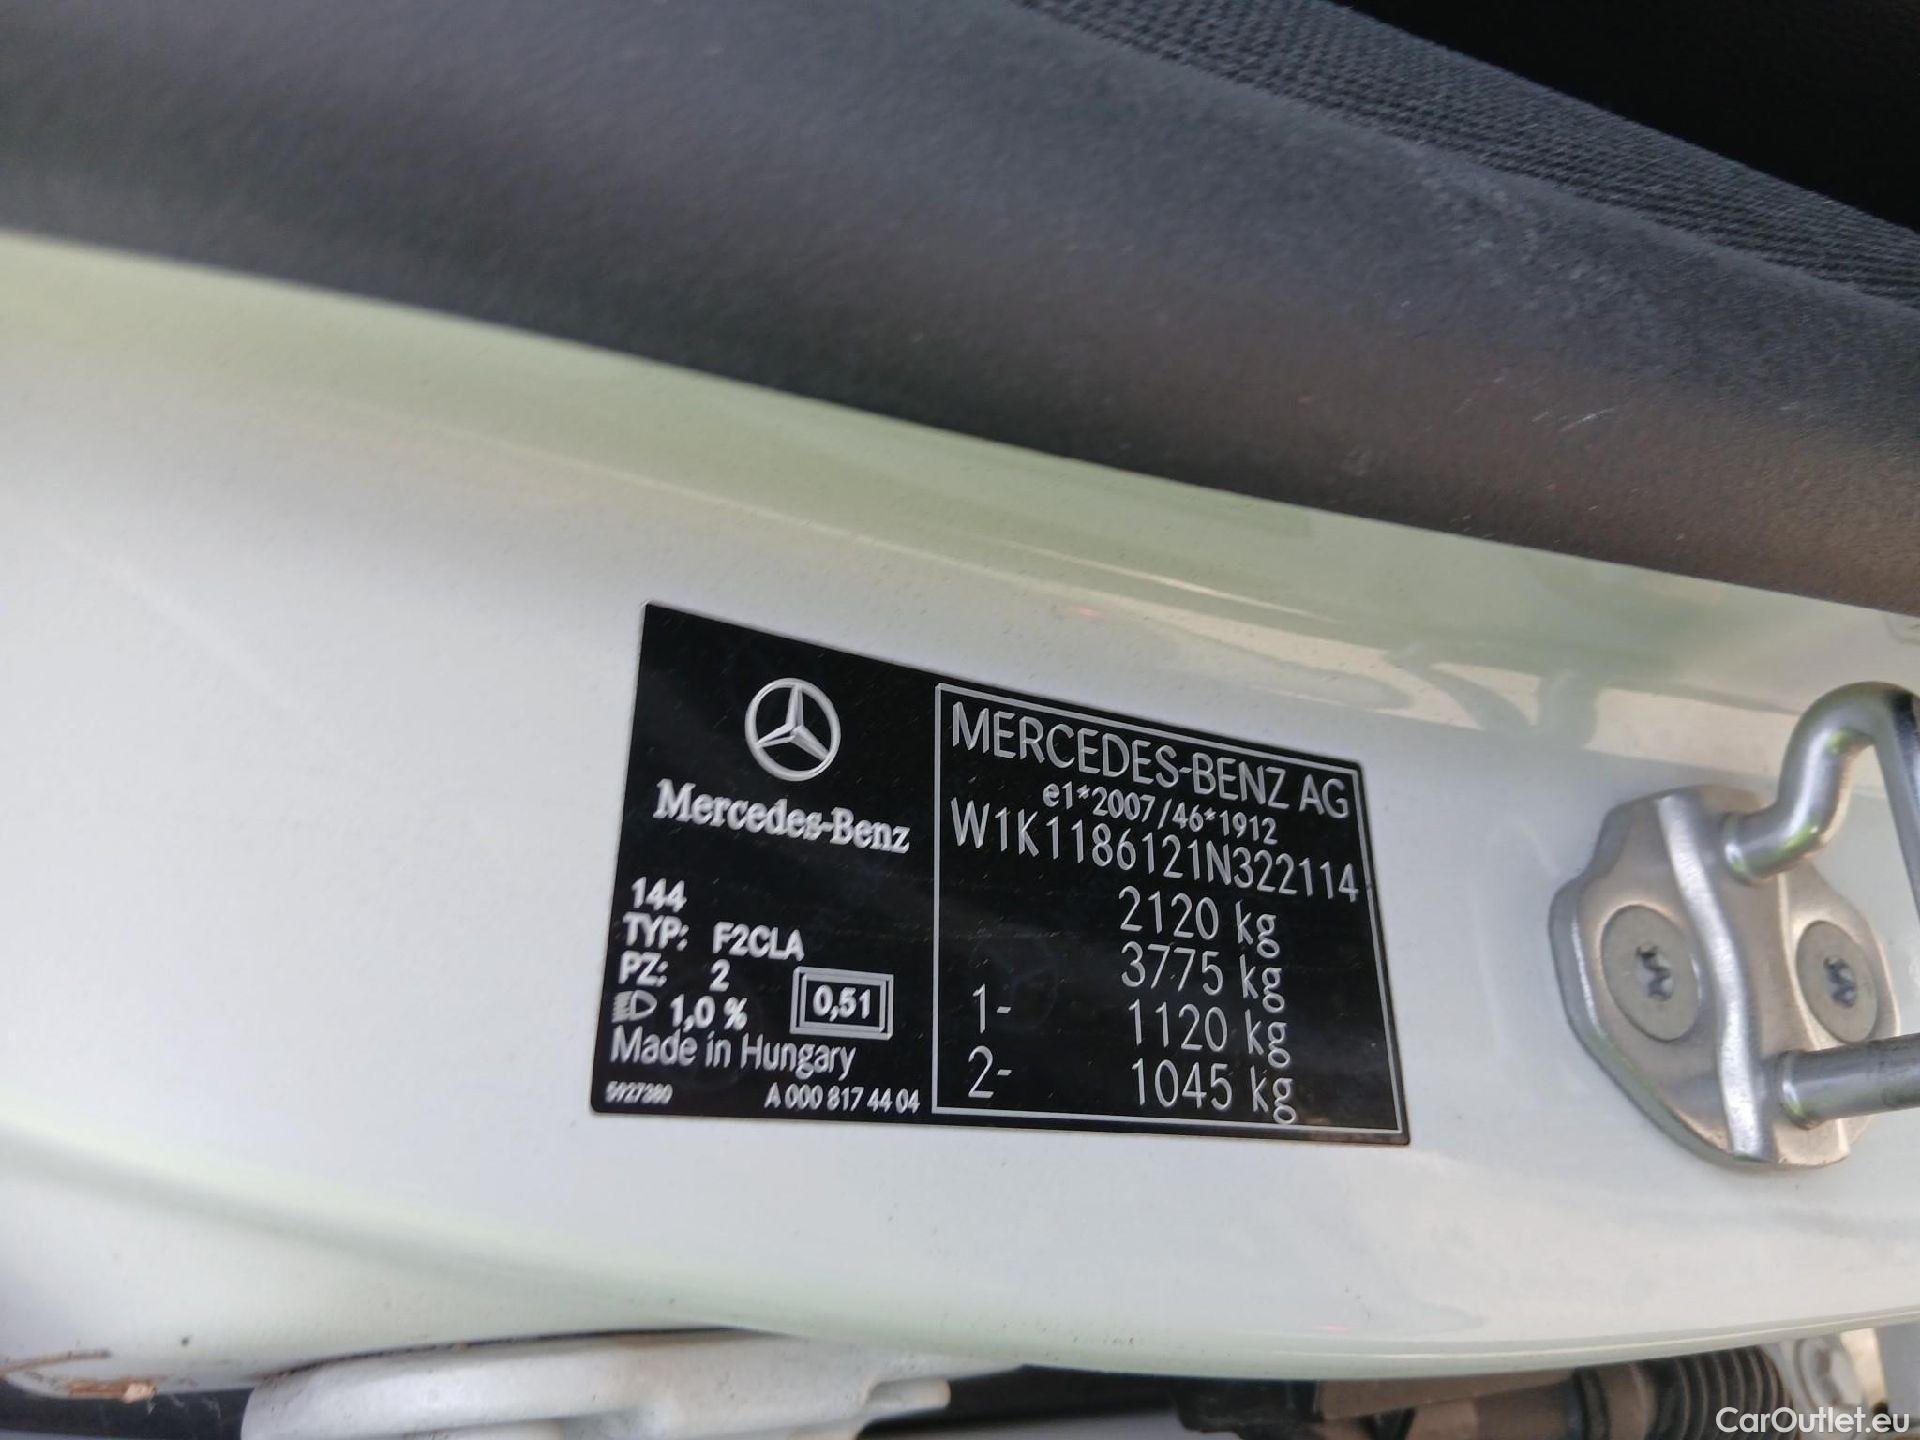 Mercedes-Benz
144
TYP: F2CLA
PZ: 2
1,0 %
0,51
Made in Hungary
5927380
A 000 817 44 04
MERCEDES-BENZ AG
e1*2007/46*1912
W1K1186121N322114
2120 kg
3775 kg
1- 1120 kg
2- 1045 kg
CarOutlet.eu